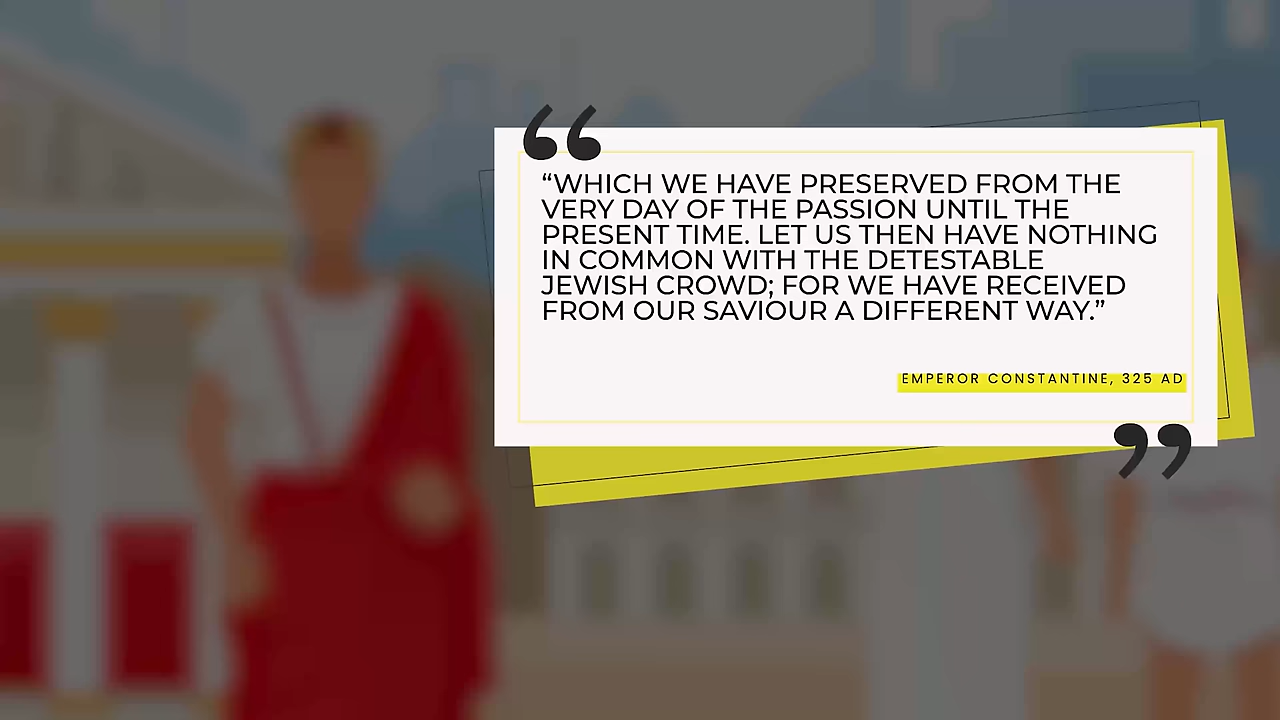 “WHICH WE HAVE PRESERVED FROM THE
VERY DAY OF THE PASSION UNTIL THE
PRESENT TIME. LET US THEN HAVE NOTHING
IN COMMON WITH THE DETESTABLE
JEWISH CROWD; FOR WE HAVE RECEIVED
FROM OUR SAVIOUR A DIFFERENT WAY.”
EMPEROR CONSTANTINE, 325 AD